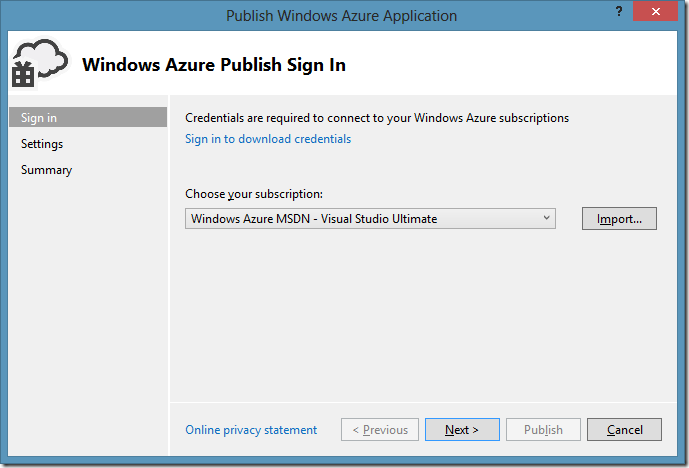 Publish Windows Azure Application
?
Windows Azure Publish Sign In
Sign in
Settings
Summary
Credentials are required to connect to your Windows Azure subscriptions
Sign in to download credentials
Choose your subscription:
Windows Azure MSDN - Visual Studio Ultimate
Import...
Online privacy statement
< Previous
Next >
Publish
Cancel